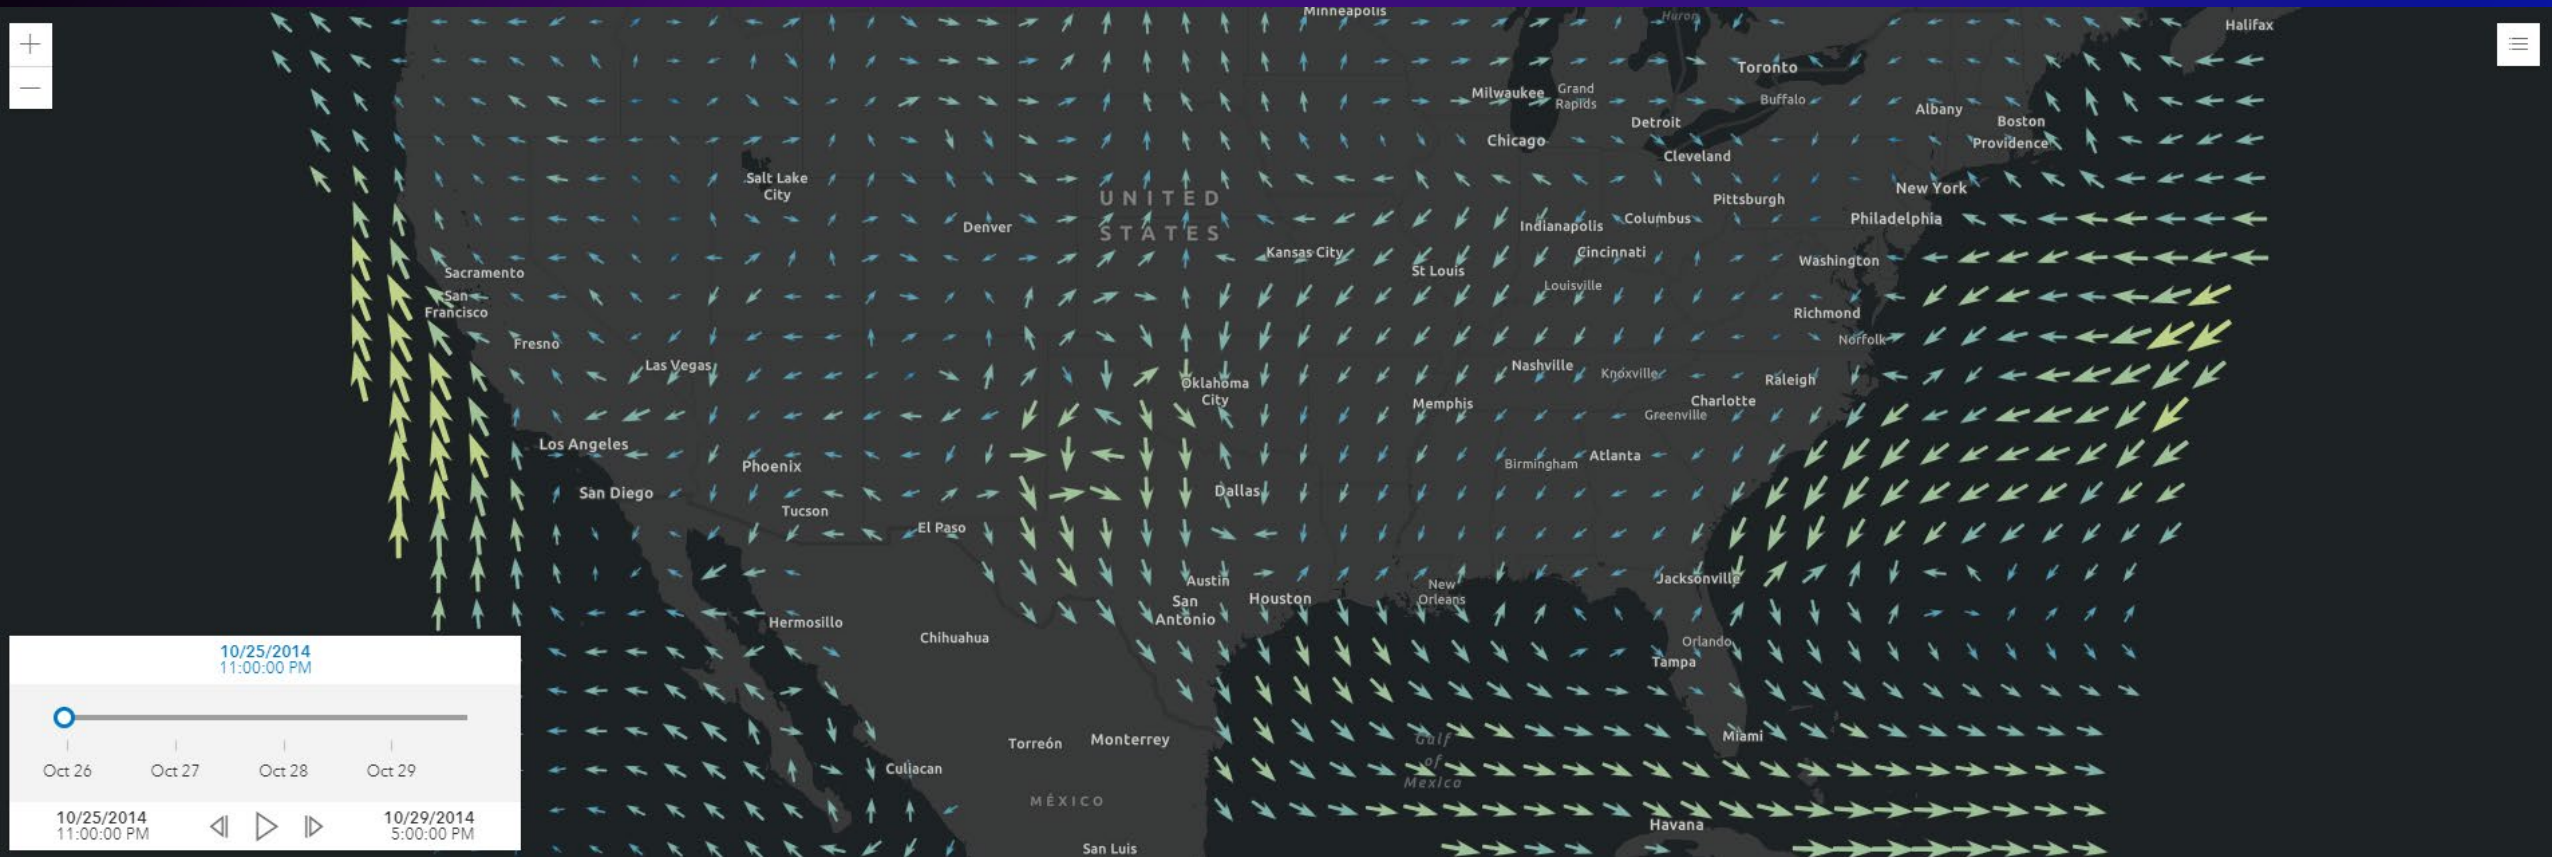 Minneapolis
Huron
Halifax
Toronto
Milwaukee
Grand
Rapids
Buffalo
Albany
Detroit
Boston
Chicago
Providence
Cleveland
Salt Lake
City
New York
UNITED
STATES
Pittsburgh
Denver
Indianapolis
Columbus
Philadelphia
Kansas City
Cincinnati
Washington
Sacramento
St Louis
San
Francisco
Louisville
Richmond
Fresno
Norfolk
Las Vegas
Nashville
Knoxville
Raleigh
Oklahoma
City
Memphis
Charlotte
Greenville
Los Angeles
Phoenix
Birmingham
Atlanta
San Diego
Dallas
Tucson
El Paso
Austin
New
Orleans
Jacksonville
San
Antonio
Houston
Hermosillo
Chihuahua
Orlando
Tampa
Torreón
Monterrey
Gulf
of
Mexico
Miami
Culiacan
MÉXICO
Havana
San Luis
10/25/2014
11:00:00 PM
Oct 26
Oct 27
Oct 28
Oct 29
10/25/2014
11:00:00 PM
10/29/2014
5:00:00 PM